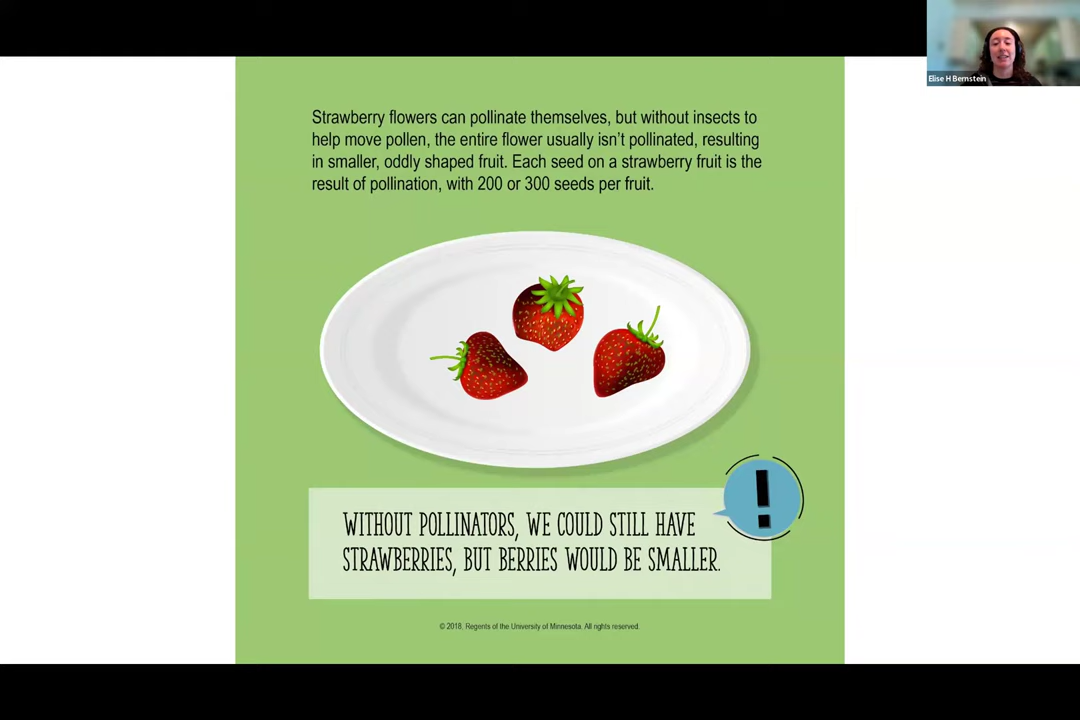 Elise H Bernstein
Strawberry flowers can pollinate themselves, but without insects to
help move pollen, the entire flower usually isn't pollinated, resulting
in smaller, oddly shaped fruit. Each seed on a strawberry fruit is the
result of pollination, with 200 or 300 seeds per fruit.
!
WITHOUT POLLINATORS, WE COULD STILL HAVE
STRAWBERRIES, BUT BERRIES WOULD BE SMALLER.
© 2018, Regents of the University of Minnesota. All rights reserved.